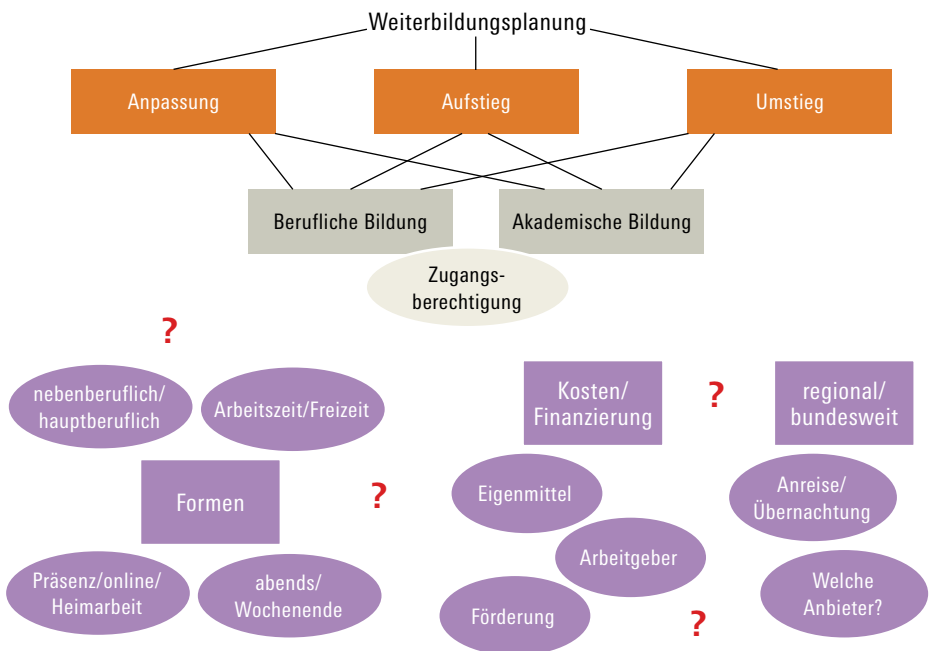 Weiterbildungsplanung
Anpassung
Aufstieg
Umstieg
Berufliche Bildung
Akademische Bildung
Zugangs-
berechtigung
?
nebenberuflich/
hauptberuflich
Arbeitszeit/Freizeit
Formen
Präsenz/online/
Heimarbeit
abends/
Wochenende
?
Kosten/
Finanzierung
?
Eigenmittel
Arbeitgeber
Förderung
?
regional/
bundesweit
Anreise/
Übernachtung
Welche
Anbieter?